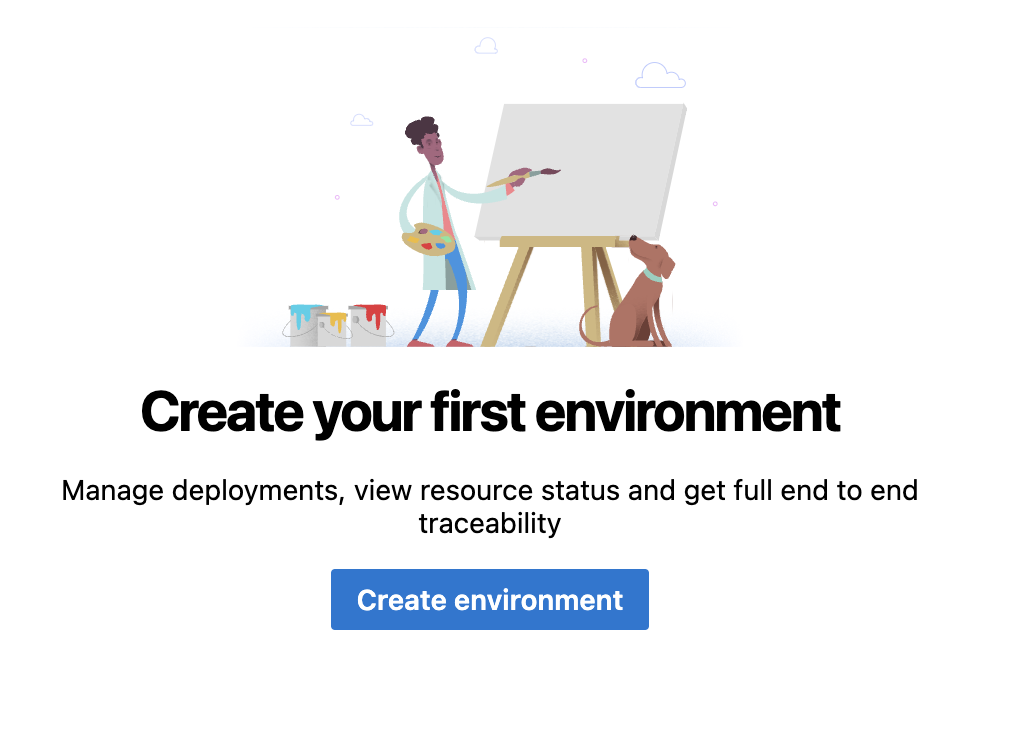 Create your first environment
Manage deployments, view resource status and get full end to end
traceability
Create environment